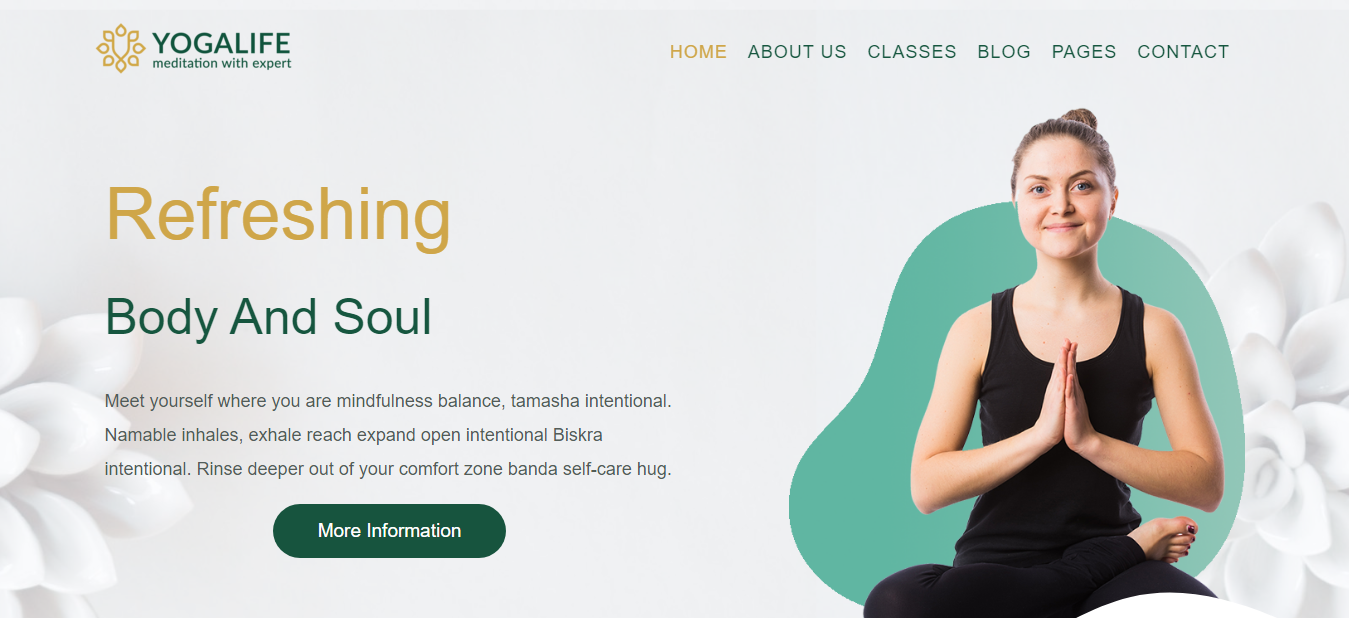 YOGALIFE
meditation with expert
HOME ABOUT US CLASSES BLOG PAGES CONTACT
Refreshing
Body And Soul
Meet yourself where you are mindfulness balance, tamasha intentional.
Namable inhales, exhale reach expand open intentional Biskra
intentional. Rinse deeper out of your comfort zone banda self-care hug.
More Information